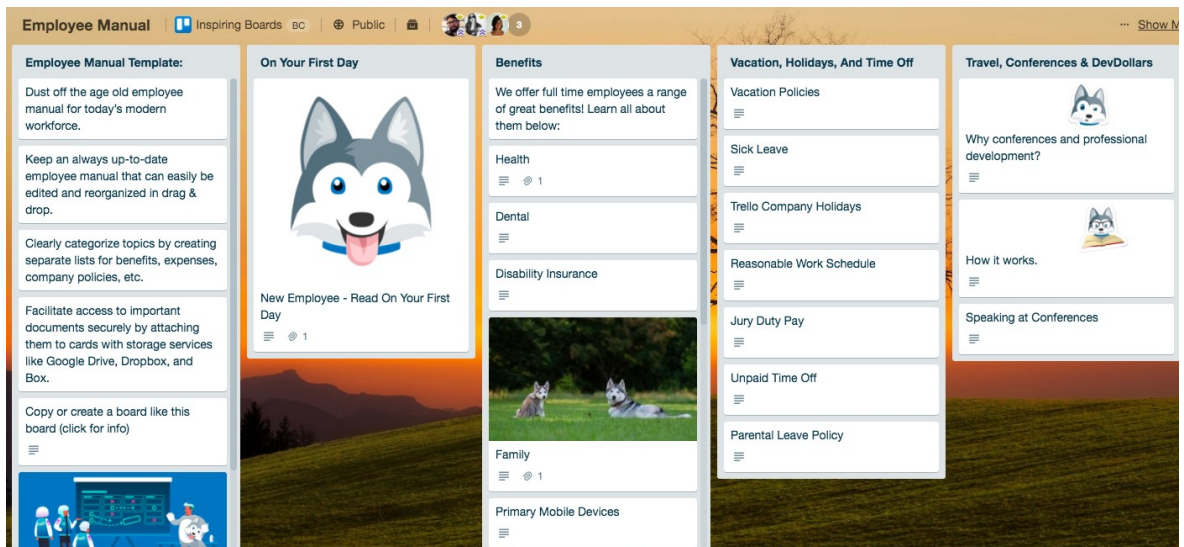 Employee Manual
Inspiring Boards BC
Public
3
··· Show M
Employee Manual Template:
Dust off the age old employee
manual for today's modern
workforce.
Keep an always up-to-date
employee manual that can easily be
edited and reorganized in drag &
drop.
Clearly categorize topics by creating
separate lists for benefits, expenses,
company policies, etc.
Facilitate access to important
documents securely by attaching
them to cards with storage services
like Google Drive, Dropbox, and
Box.
Copy or create a board like this
board (click for info)
On Your First Day
New Employee - Read On Your First
Day
1
Benefits
We offer full time employees a range
of great benefits! Learn all about
them below:
Health
1
Dental
Disability Insurance
Family
1
Primary Mobile Devices
Vacation, Holidays, And Time Off
Vacation Policies
Sick Leave
Trello Company Holidays
Reasonable Work Schedule
Jury Duty Pay
Unpaid Time Off
Parental Leave Policy
Travel, Conferences & DevDollars
Why conferences and professional
development?
How it works.
Speaking at Conferences